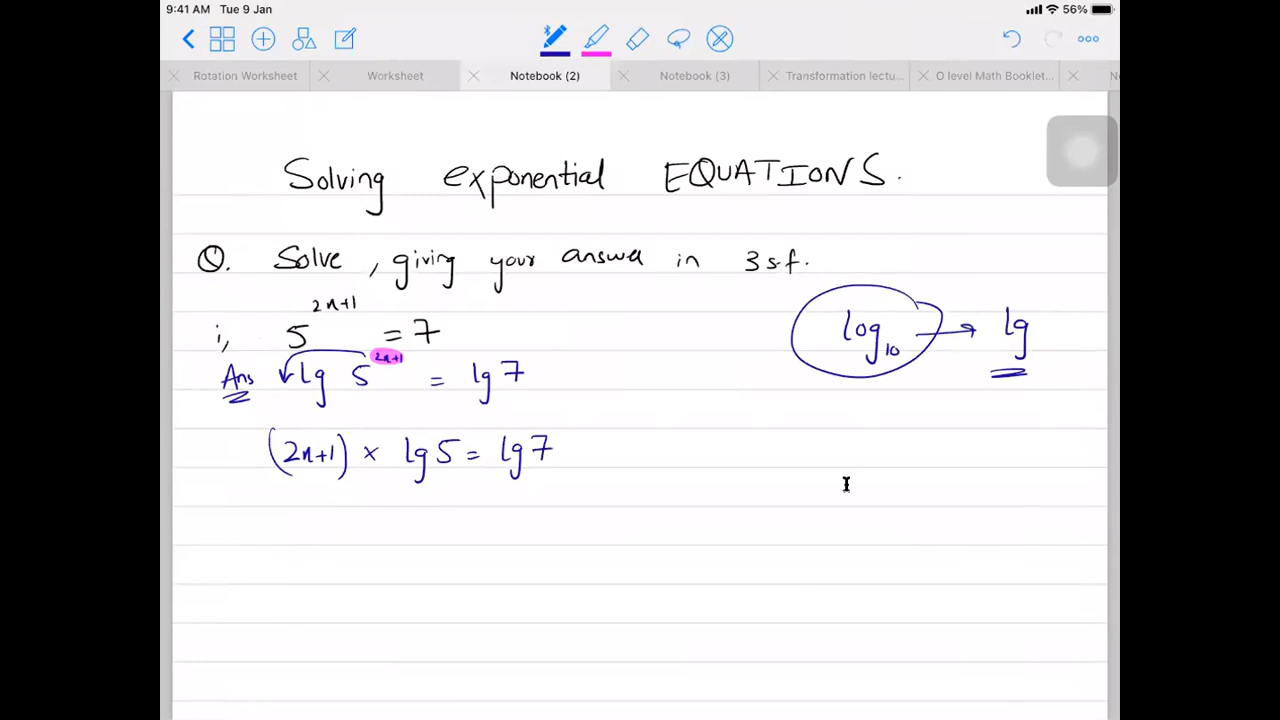 9:41 AM Tue 9 Jan
56%
Rotation Worksheet
Worksheet
Notebook (2)
Notebook (3)
Transformation lectu...
O level Math Booklet...
Solving exponential EQUATIONS.
Q. Solve, giving your answer in 3 s.f.
i, 5^{2x+1} = 7
log₁₀ → lg
Ans lg 5^{2x+1} = lg 7
(2x+1) × lg 5 = lg 7